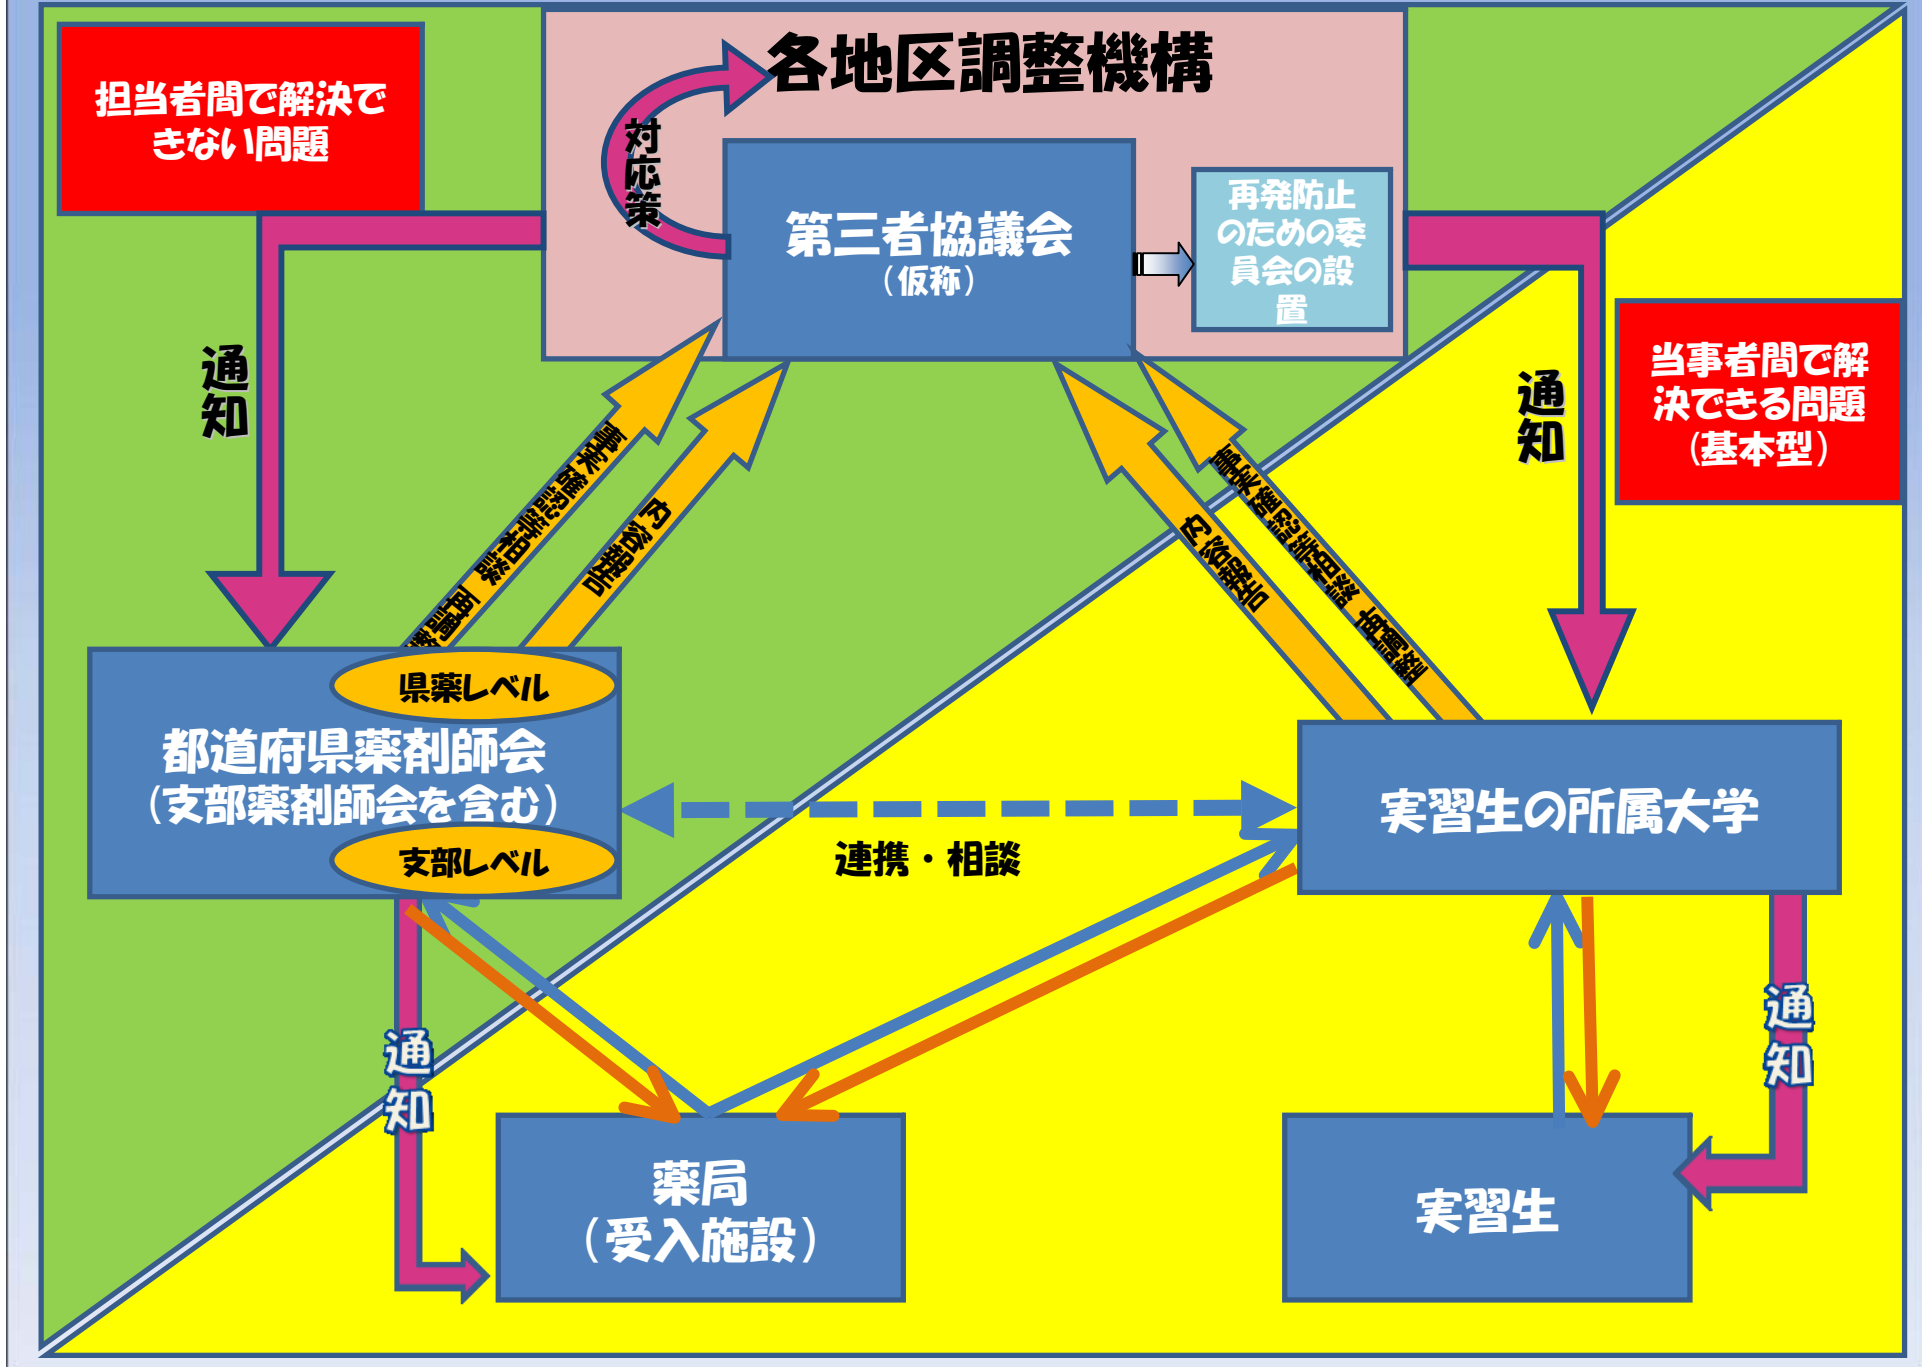 各地区調整機構
担当者間で解決で
きない問題
対応策
第三者協議会
（仮称）
再発防止
のための委
員会の設
置
通知
通知
当事者間で解
決できる問題
（基本型）
事実確認等相談 再調整
内容報告
内容報告
事実確認等相談 再調整
県薬レベル
都道府県薬剤師会
（支部薬剤師会を含む）
支部レベル
連携・相談
実習生の所属大学
通知
通知
薬局
（受入施設）
実習生